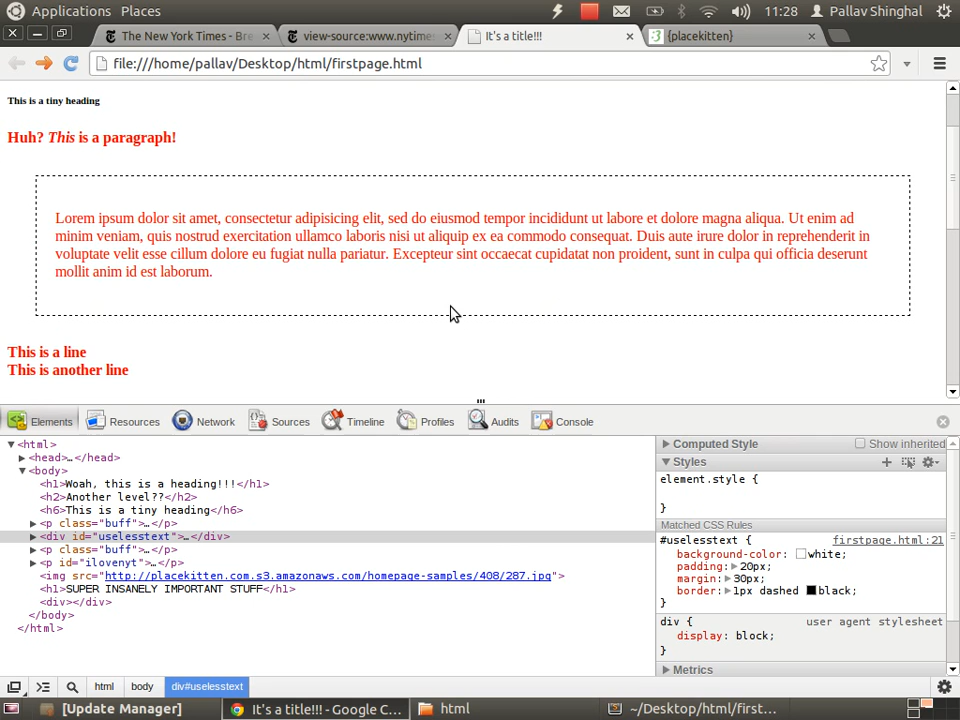 Applications Places
11:28 Pallav Shinghal
The New York Times - Bre
view-source:www.nytimes
It's a title!!!
{placekitten}
file:///home/pallav/Desktop/html/firstpage.html
This is a tiny heading
Huh? This is a paragraph!
Lorem ipsum dolor sit amet, consectetur adipisicing elit, sed do eiusmod tempor incididunt ut labore et dolore magna aliqua. Ut enim ad
minim veniam, quis nostrud exercitation ullamco laboris nisi ut aliquip ex ea commodo consequat. Duis aute irure dolor in reprehenderit in
voluptate velit esse cillum dolore eu fugiat nulla pariatur. Excepteur sint occaecat cupidatat non proident, sunt in culpa qui officia deserunt
mollit anim id est laborum.
This is a line
This is another line
Elements Resources Network Sources Timeline Profiles Audits Console
<html>
<head>…</head>
<body>
<h1>Woah, this is a heading!!!</h1>
<h2>Another level??</h2>
<h6>This is a tiny heading</h6>
<p class="buff">…</p>
<div id="uselesstext">…</div>
<p class="buff">…</p>
<p id="ilovenyt">…</p>
<img src="http://placekitten.com.s3.amazonaws.com/homepage-samples/408/287.jpg">
<h1>SUPER INSANELY IMPORTANT STUFF</h1>
<div></div>
</body>
</html>
Computed Style Show inherited
Styles
element.style {
}
Matched CSS Rules
#uselesstext { firstpage.html:21
background-color: white;
padding: 20px;
margin: 30px;
border: 1px dashed black;
}
div { user agent stylesheet
display: block;
}
Metrics
html body div#uselesstext
[Update Manager]
It's a title!!! - Google C...
html
~/Desktop/html/first...